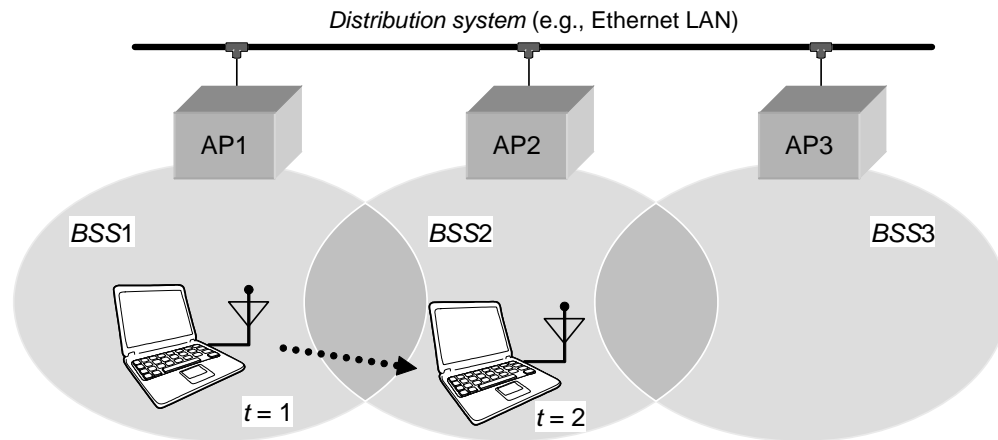 Distribution system (e.g., Ethernet LAN)
AP1
AP2
AP3
BSS1
BSS2
BSS3
t = 1
t = 2